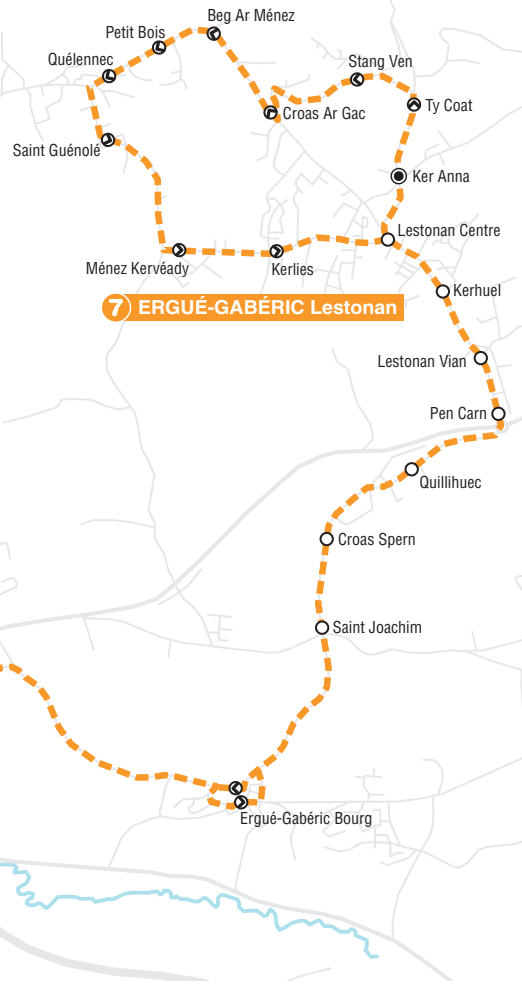 Beg Ar Ménez
Petit Bois
Quélennec
Stang Ven
Croas Ar Gac
Ty Coat
Saint Guénolé
Ker Anna
Lestonan Centre
Ménez Kervéady
Kerlies
Kerhuel
7 ERGUÉ-GABÉRIC Lestonan
Lestonan Vian
Pen Carn
Quillihuec
Croas Spern
Saint Joachim
Ergué-Gabéric Bourg